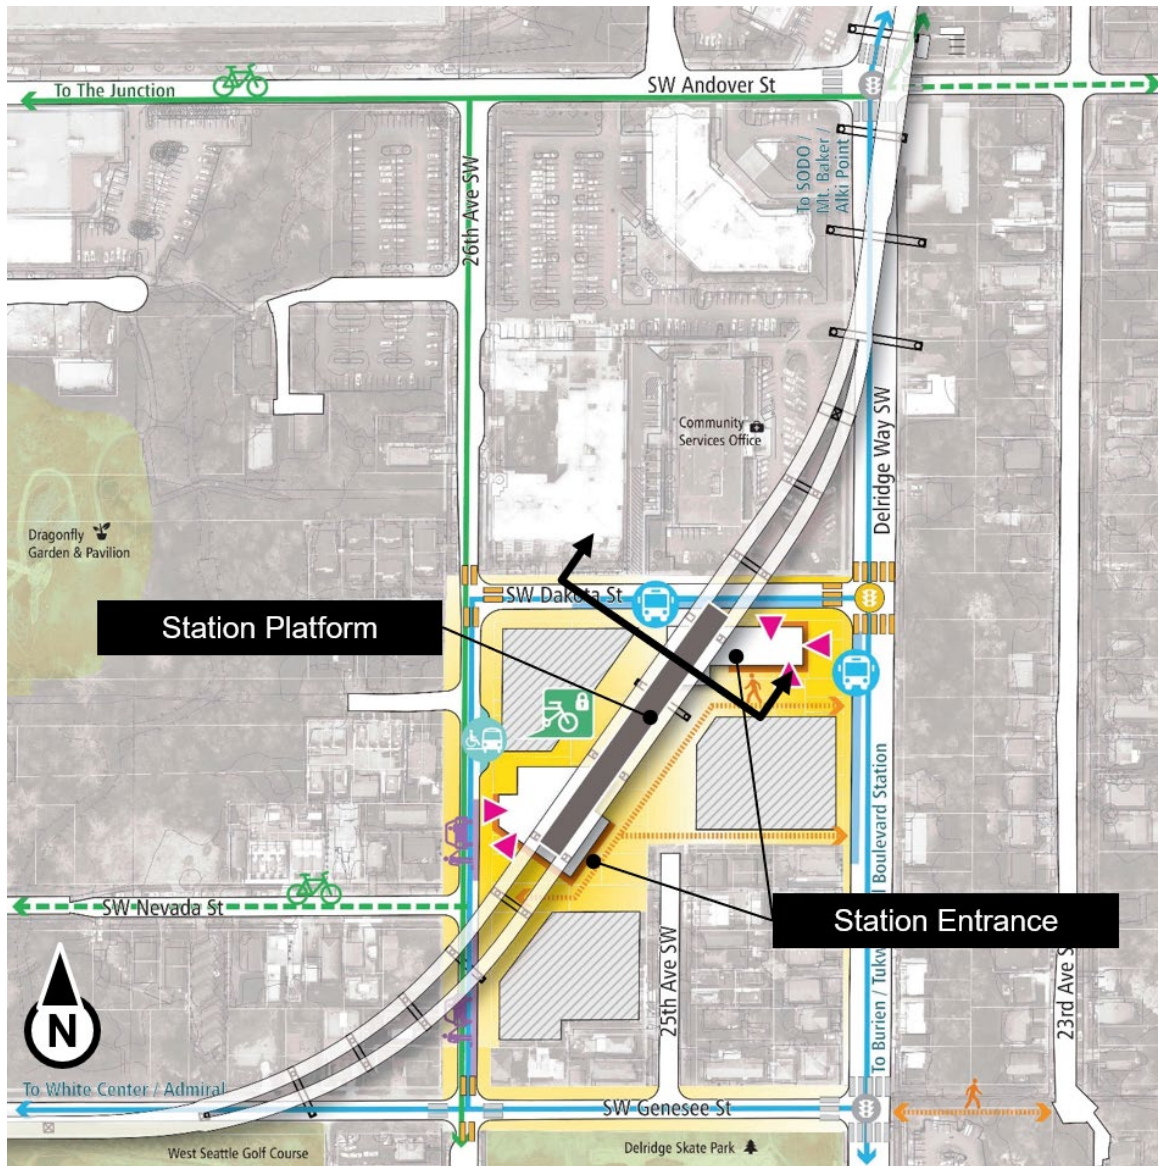 SW Andover St
To The Junction
To SODO /
Mt. Baker /
Alki Point
26th Ave SW
Community
Services Office
Delridge Way SW
Dragonfly
Garden & Pavilion
SW Dakota St
Station Platform
To Burien / Tukw
l Boulevard Station
SW Nevada St
Station Entrance
25th Ave SW
23rd Ave S
N
To White Center / Admiral
SW Genesee St
West Seattle Golf Course
Delridge Skate Park